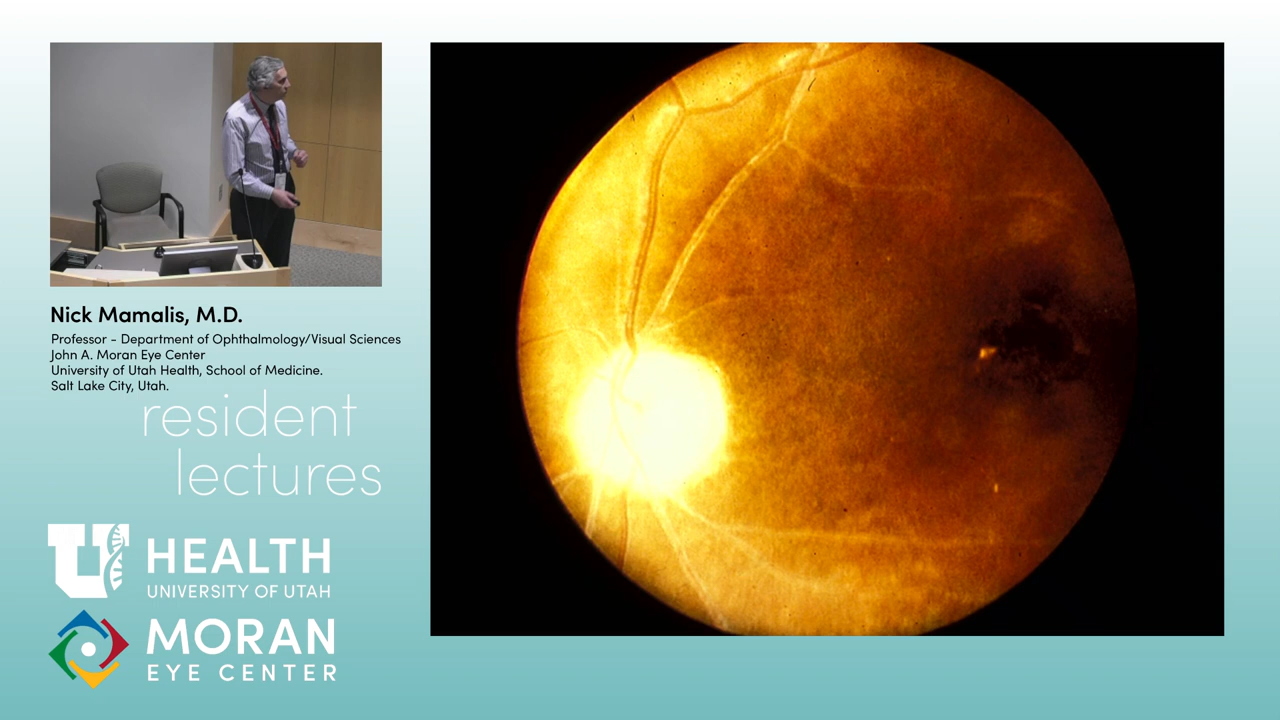 Nick Mamalis, M.D.
Professor - Department of Ophthalmology/Visual Sciences
John A. Moran Eye Center
University of Utah Health, School of Medicine.
Salt Lake City, Utah.
resident
lectures
U HEALTH
UNIVERSITY OF UTAH
MORAN
EYE CENTER